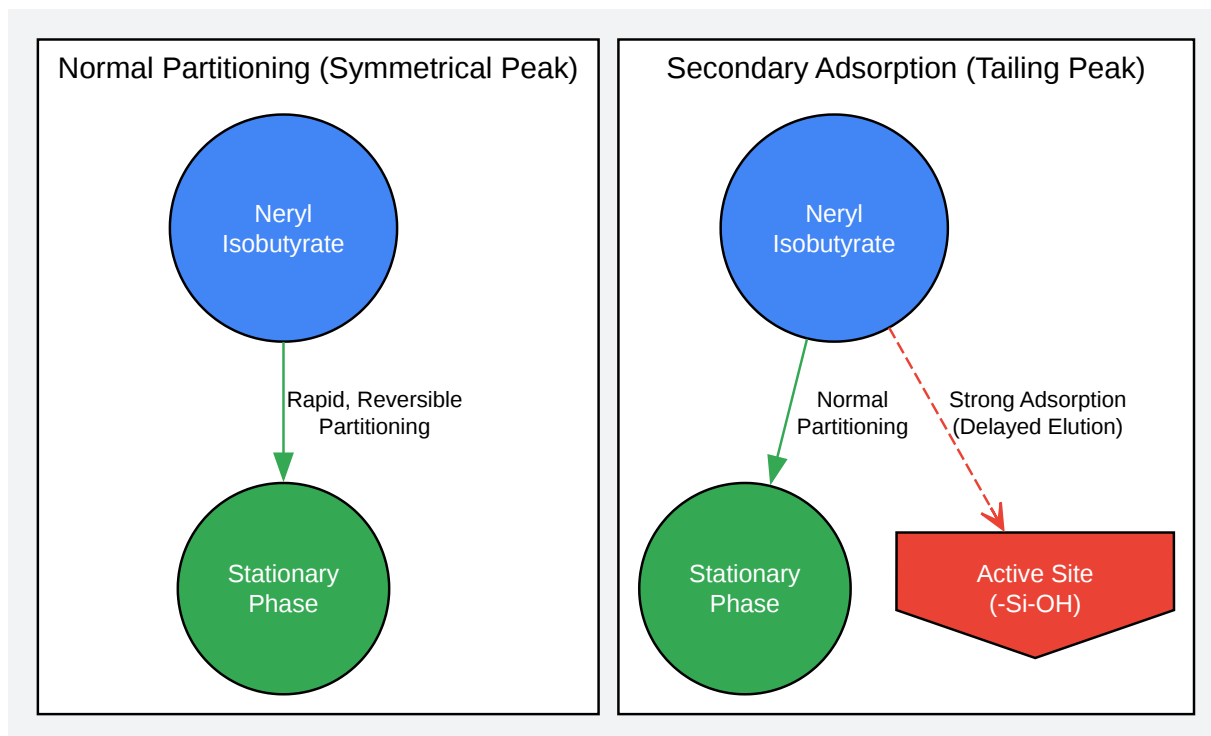 Normal Partitioning (Symmetrical Peak)
Neryl
Isobutyrate
Rapid, Reversible
Partitioning
Stationary
Phase
Secondary Adsorption (Tailing Peak)
Neryl
Isobutyrate
Normal
Partitioning
Strong Adsorption
(Delayed Elution)
Stationary
Phase
Active Site
(-Si-OH)